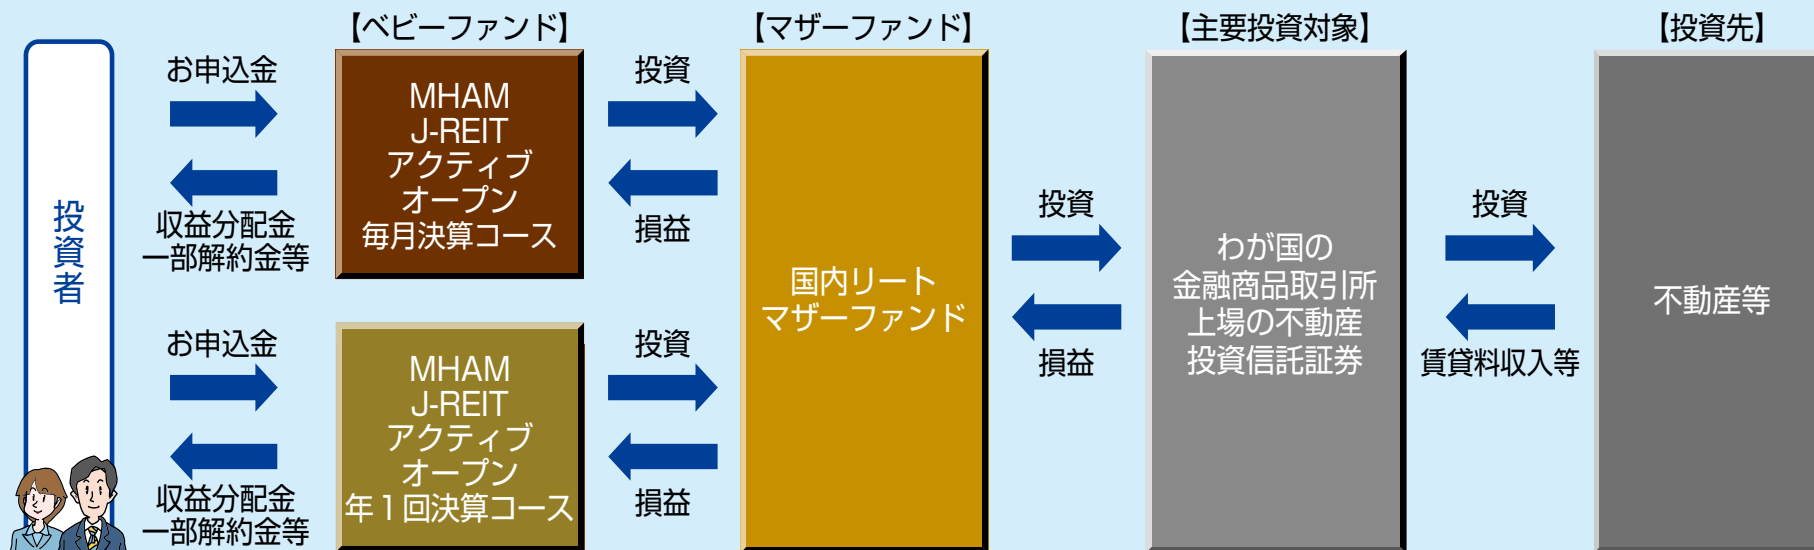 【ベビーファンド】
【マザーファンド】
【主要投資対象】
【投資先】
投資者
お申込金
収益分配金
一部解約金等
MHAM
J-REIT
アクティブ
オープン
毎月決算コース
投資
損益
お申込金
収益分配金
一部解約金等
MHAM
J-REIT
アクティブ
オープン
年1回決算コース
投資
損益
国内リート
マザーファンド
投資
損益
わが国の
金融商品取引所
上場の不動産
投資信託証券
投資
賃貸料収入等
不動産等